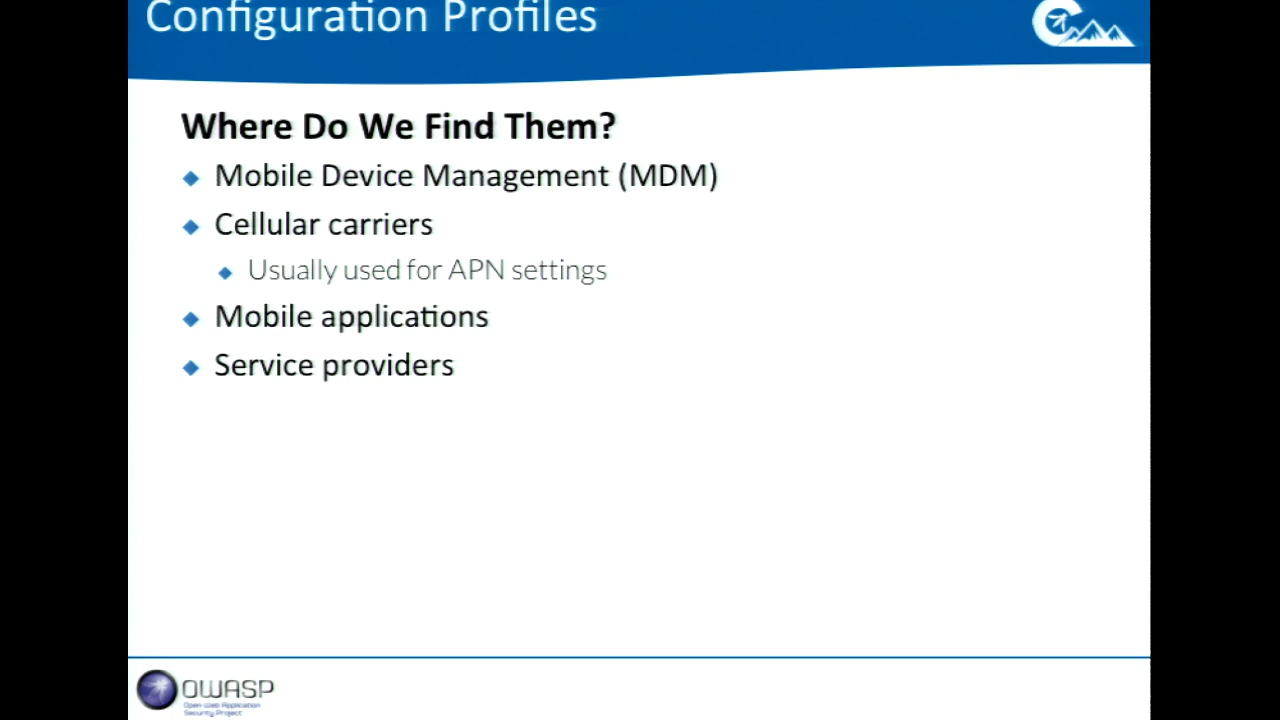 Configuration Profiles
Where Do We Find Them?
Mobile Device Management (MDM)
Cellular carriers
Usually used for APN settings
Mobile applications
Service providers
OWASP
Open Web Application
Security Project